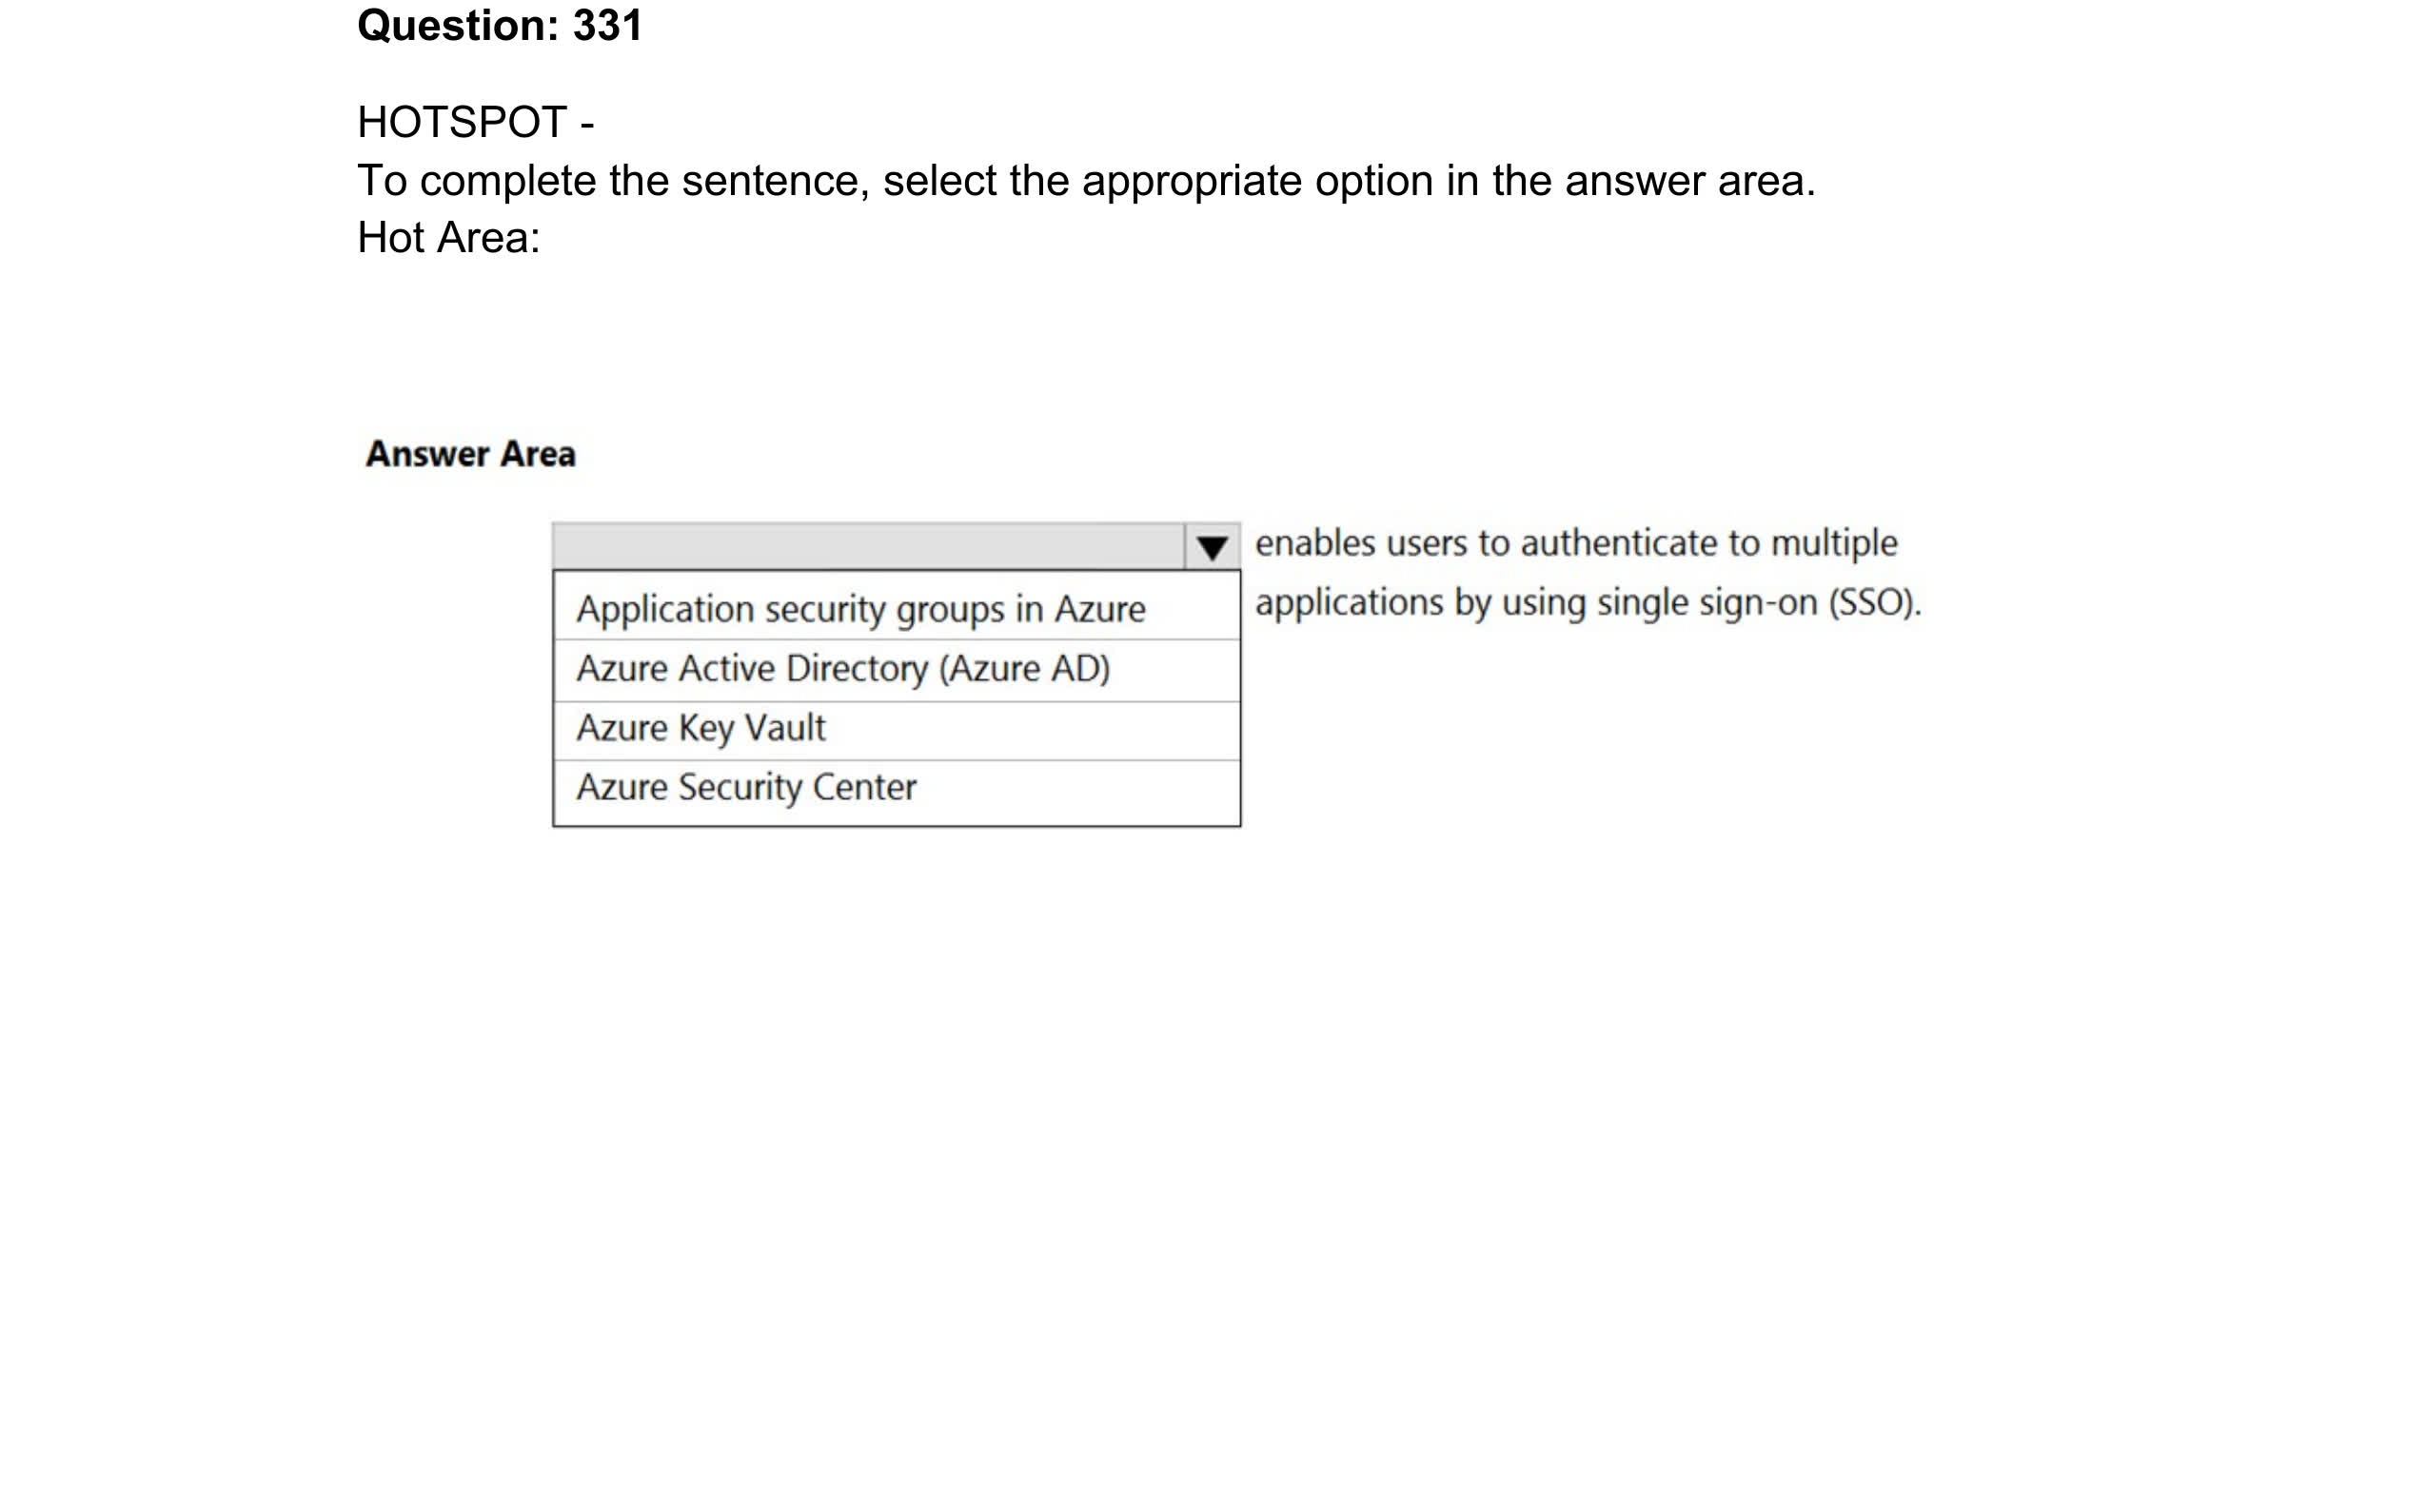 Question: 331
HOTSPOT -
To complete the sentence, select the appropriate option in the answer area.
Hot Area:
Answer Area
enables users to authenticate to multiple
applications by using single sign-on (SSO).
Application security groups in Azure
Azure Active Directory (Azure AD)
Azure Key Vault
Azure Security Center